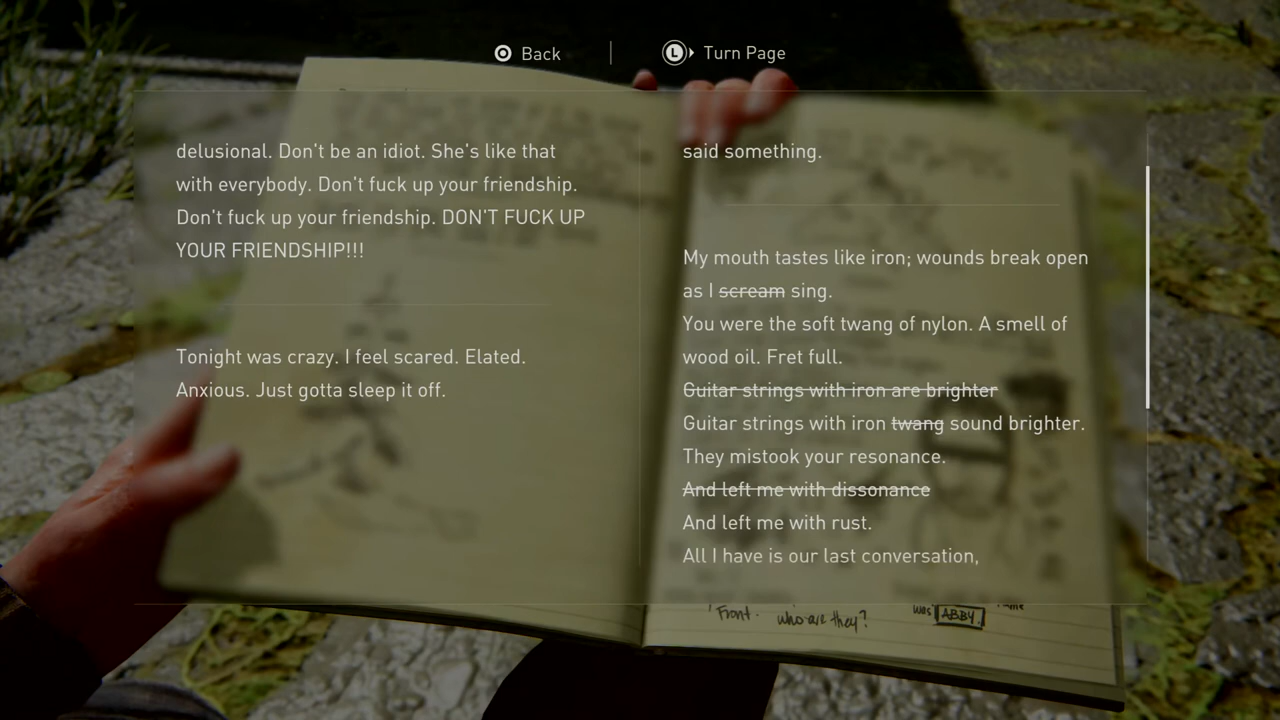 Back
Turn Page
delusional. Don't be an idiot. She's like that
with everybody. Don't fuck up your friendship.
Don't fuck up your friendship. DON'T FUCK UP
YOUR FRIENDSHIP!!!
Tonight was crazy. I feel scared. Elated.
Anxious. Just gotta sleep it off.
said something.
My mouth tastes like iron; wounds break open
as I scream sing.
You were the soft twang of nylon. A smell of
wood oil. Fret full.
Guitar strings with iron are brighter
Guitar strings with iron twang sound brighter.
They mistook your resonance.
And left me with dissonance
And left me with rust.
All I have is our last conversation,
Front. who are they? was ABBY.